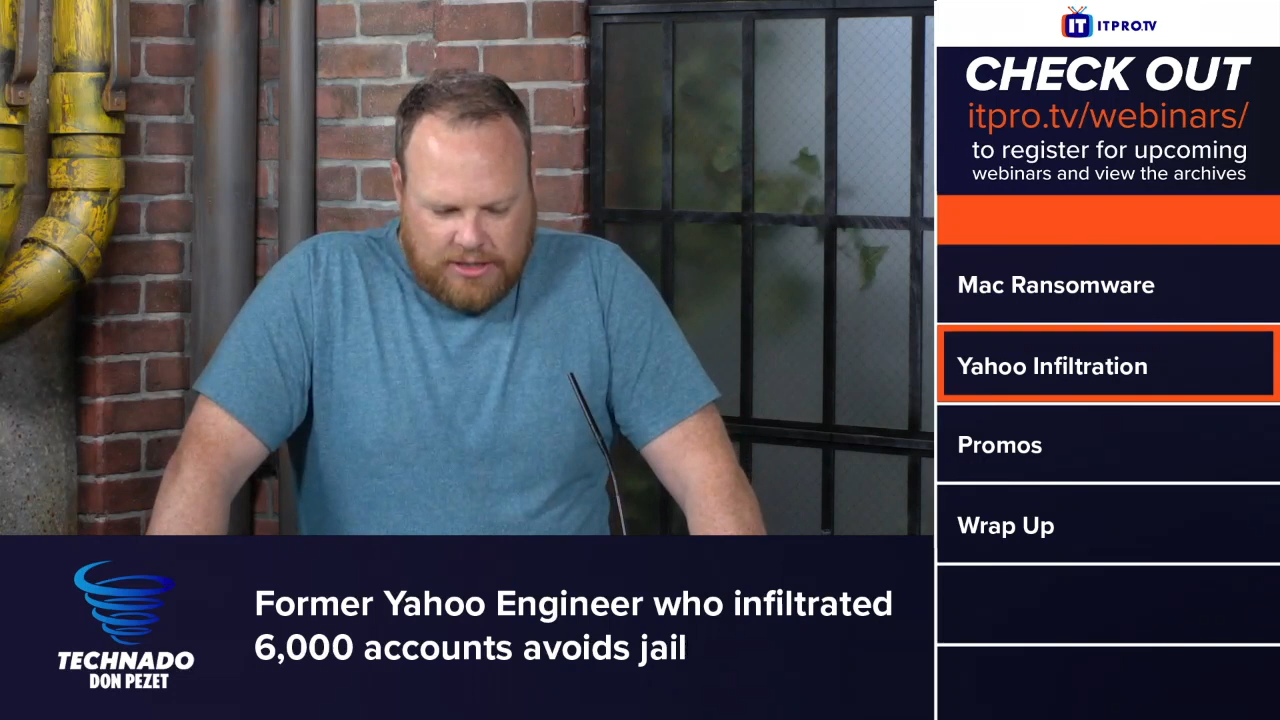 IT ITPRO.TV
CHECK OUT
itpro.tv/webinars/
to register for upcoming
webinars and view the archives
Mac Ransomware
Yahoo Infiltration
Promos
Wrap Up
Former Yahoo Engineer who infiltrated
6,000 accounts avoids jail
TECHNADO
DON PEZET